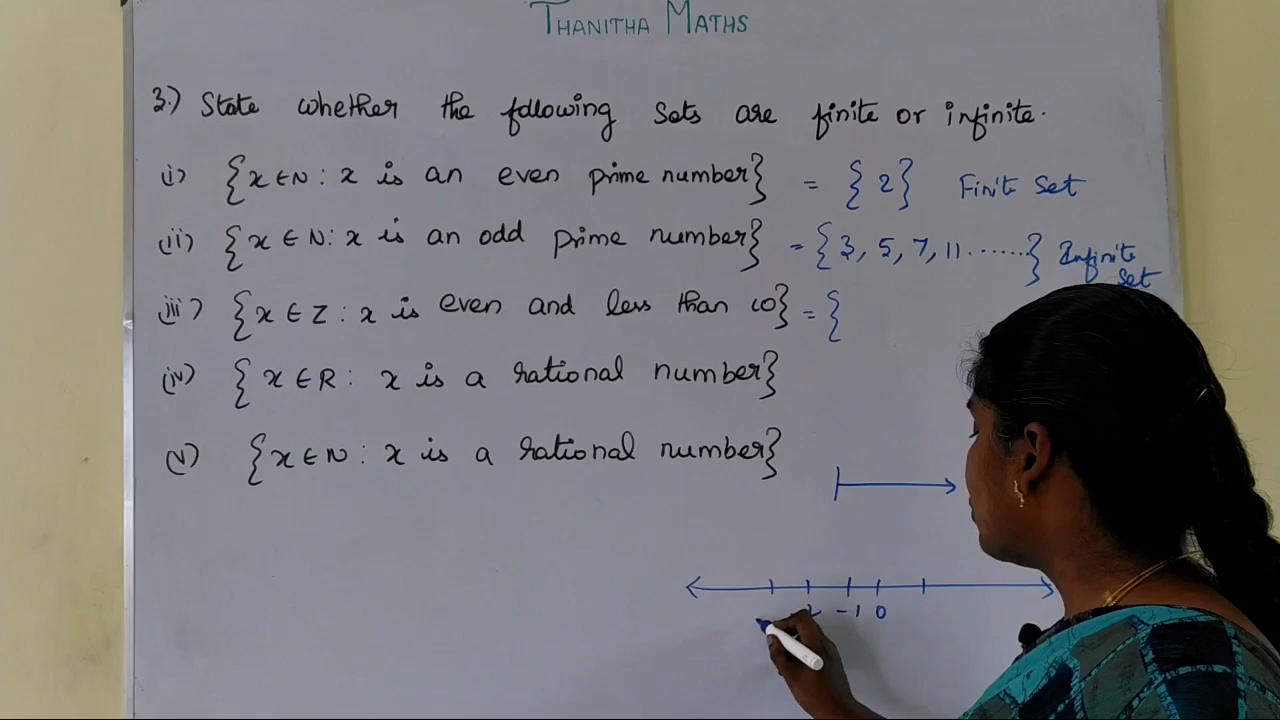 THANITHA MATHS
3.) State whether the following sets are finite or infinite.
(i) {x ∈ N : x is an even prime number} = {2} Finite Set
(ii) {x ∈ N : x is an odd prime number} = {3, 5, 7, 11 .......} Infinite Set
(iii) {x ∈ Z : x is even and less than 10} = {
(iv) {x ∈ R : x is a rational number}
(v) {x ∈ N : x is a rational number}
-1 0